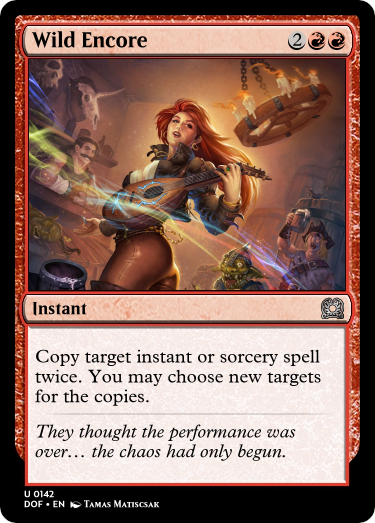 Wild Encore 2
Instant
Copy target instant or sorcery spell
twice. You may choose new targets
for the copies.
They thought the performance was
over… the chaos had only begun.
U 0142
DOF • EN Tamas Matiscsak